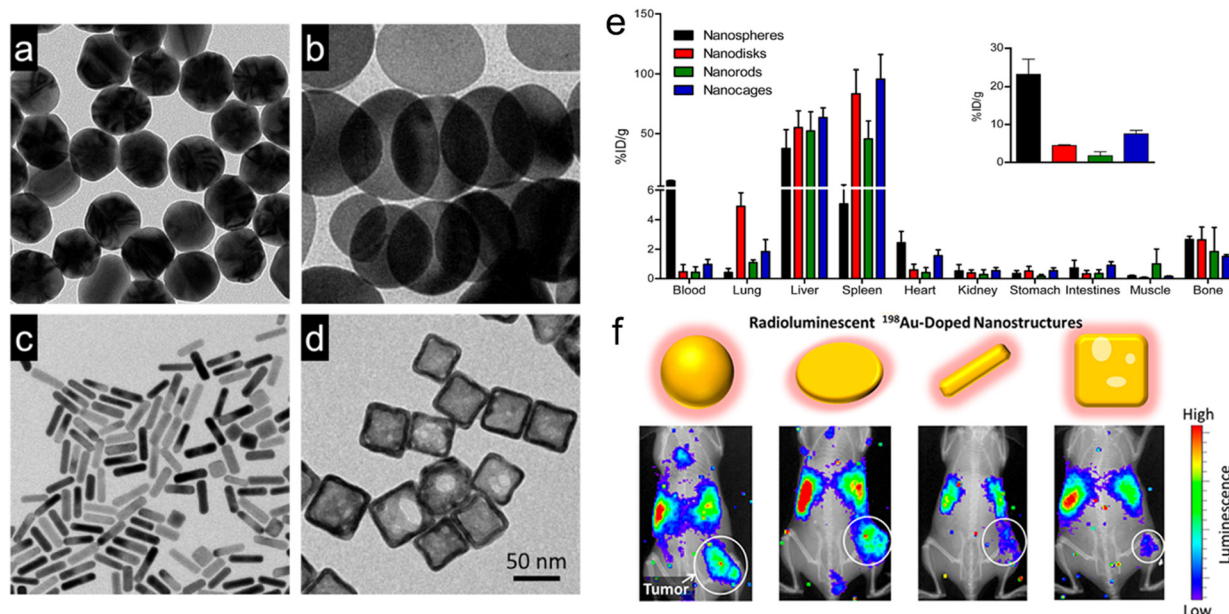 a
b
c
d
50 nm
e
150
100
50
6
4
2
0
%ID/g
Nanospheres
Nanodisks
Nanorods
Nanocages
30
20
10
0
%ID/g
Blood Lung Liver Spleen Heart Kidney Stomach Intestines Muscle Bone
f
Radioluminescent ¹⁹⁸Au-Doped Nanostructures
Tumor
High
Luminescence
Low